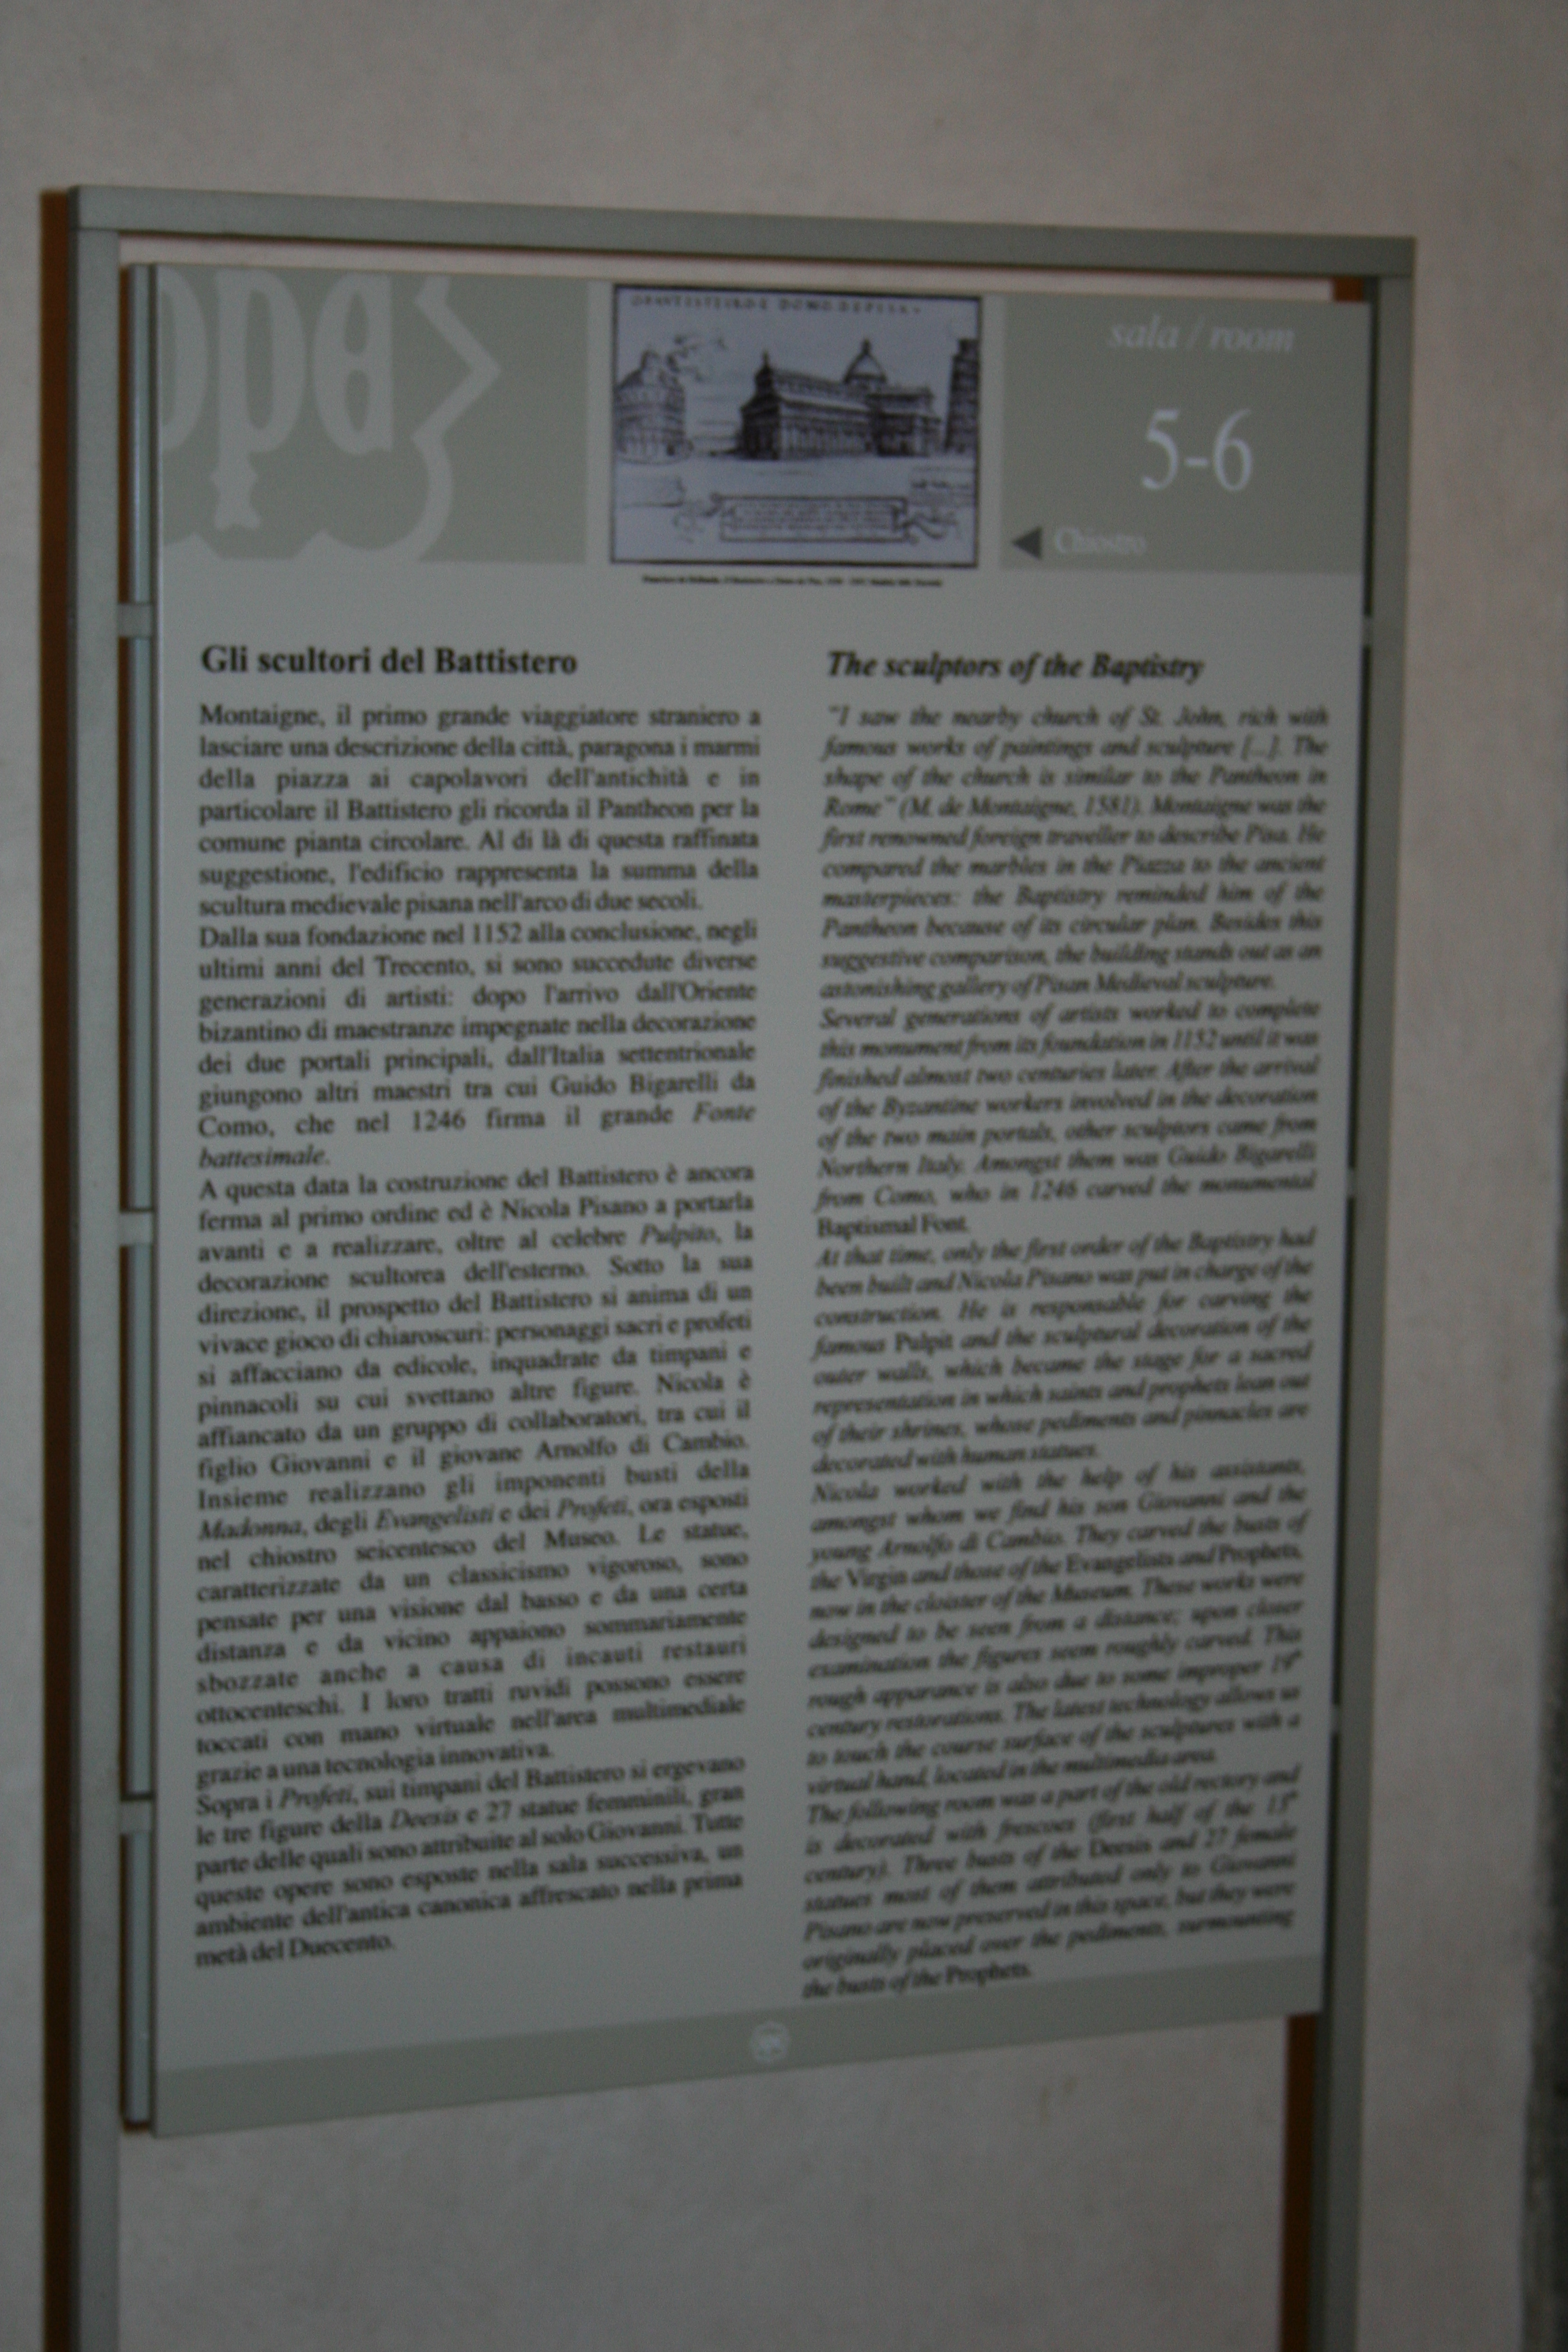 opa
GBANTISTEIRO E DOMO DE PISA
sala / room
5-6
Chiostro
Gli scultori del Battistero
Montaigne, il primo grande viaggiatore straniero a
lasciare una descrizione della città, paragona i marmi
della piazza ai capolavori dell'antichità e in
particolare il Battistero gli ricorda il Pantheon per la
comune pianta circolare. Al di là di questa raffinata
suggestione, l'edificio rappresenta la summa della
scultura medievale pisana nell'arco di due secoli.
Dalla sua fondazione nel 1152 alla conclusione, negli
ultimi anni del Trecento, si sono succedute diverse
generazioni di artisti: dopo l'arrivo dall'Oriente
bizantino di maestranze impegnate nella decorazione
dei due portali principali, dall'Italia settentrionale
giungono altri maestri tra cui Guido Bigarelli da
Como, che nel 1246 firma il grande Fonte
battesimale.
A questa data la costruzione del Battistero è ancora
ferma al primo ordine ed è Nicola Pisano a portarla
avanti e a realizzare, oltre al celebre Pulpito, la
decorazione scultorea dell'esterno. Sotto la sua
direzione, il prospetto del Battistero si anima di un
vivace gioco di chiaroscuri: personaggi sacri e profeti
si affacciano da edicole, inquadrate da timpani e
pinnacoli su cui svettano altre figure. Nicola è
affiancato da un gruppo di collaboratori, tra cui il
figlio Giovanni e il giovane Arnolfo di Cambio.
Insieme realizzano gli imponenti busti della
Madonna, degli Evangelisti e dei Profeti, ora esposti
nel chiostro seicentesco del Museo. Le statue,
caratterizzate da un classicismo vigoroso, sono
pensate per una visione dal basso e da una certa
distanza e da vicino appaiono sommariamente
sbozzate anche a causa di incauti restauri
ottocenteschi. I loro tratti ruvidi possono essere
toccati con mano virtuale nell'area multimediale
grazie a una tecnologia innovativa.
Sopra i Profeti, sui timpani del Battistero si ergevano
le tre figure della Deesis e 27 statue femminili, gran
parte delle quali sono attribuite al solo Giovanni. Tutte
queste opere sono esposte nella sala successiva, un
ambiente dell'antica canonica affrescato nella prima
metà del Duecento.
The sculptors of the Baptistry
"I saw the nearby church of St. John, rich with
famous works of paintings and sculpture [...]. The
shape of the church is similar to the Pantheon in
Rome" (M. de Montaigne, 1581). Montaigne was the
first renowned foreign traveller to describe Pisa. He
compared the marbles in the Piazza to the ancient
masterpieces: the Baptistry reminded him of the
Pantheon because of its circular plan. Besides this
suggestive comparison, the building stands out as an
astonishing gallery of Pisan Medieval sculpture.
Several generations of artists worked to complete
this monument from its foundation in 1152 until it was
finished almost two centuries later. After the arrival
of the Byzantine workers involved in the decoration
of the two main portals, other sculptors came from
Northern Italy. Amongst them was Guido Bigarelli
from Como, who in 1246 carved the monumental
Baptismal Font.
At that time, only the first order of the Baptistry had
been built and Nicola Pisano was put in charge of the
construction. He is responsable for carving the
famous Pulpit and the sculptural decoration of the
outer walls, which became the stage for a sacred
representation in which saints and prophets lean out
of their shrines, whose pediments and pinnacles are
decorated with human statues.
Nicola worked with the help of his assistants,
amongst whom we find his son Giovanni and the
young Arnolfo di Cambio. They carved the busts of
the Virgin and those of the Evangelists and Prophets,
now in the cloister of the Museum. These works were
designed to be seen from a distance; upon closer
examination the figures seem roughly carved. This
rough apparance is also due to some improper 19th
century restorations. The latest technology allows us
to touch the course surface of the sculptures with a
virtual hand, located in the multimedia area.
The following room was a part of the old rectory and
is decorated with frescoes (first half of the 13th
century). Three busts of the Deesis and 27 female
statues most of them attributed only to Giovanni
Pisano are now preserved in this space, but they were
originally placed over the pediments, surmounting
the busts of the Prophets.